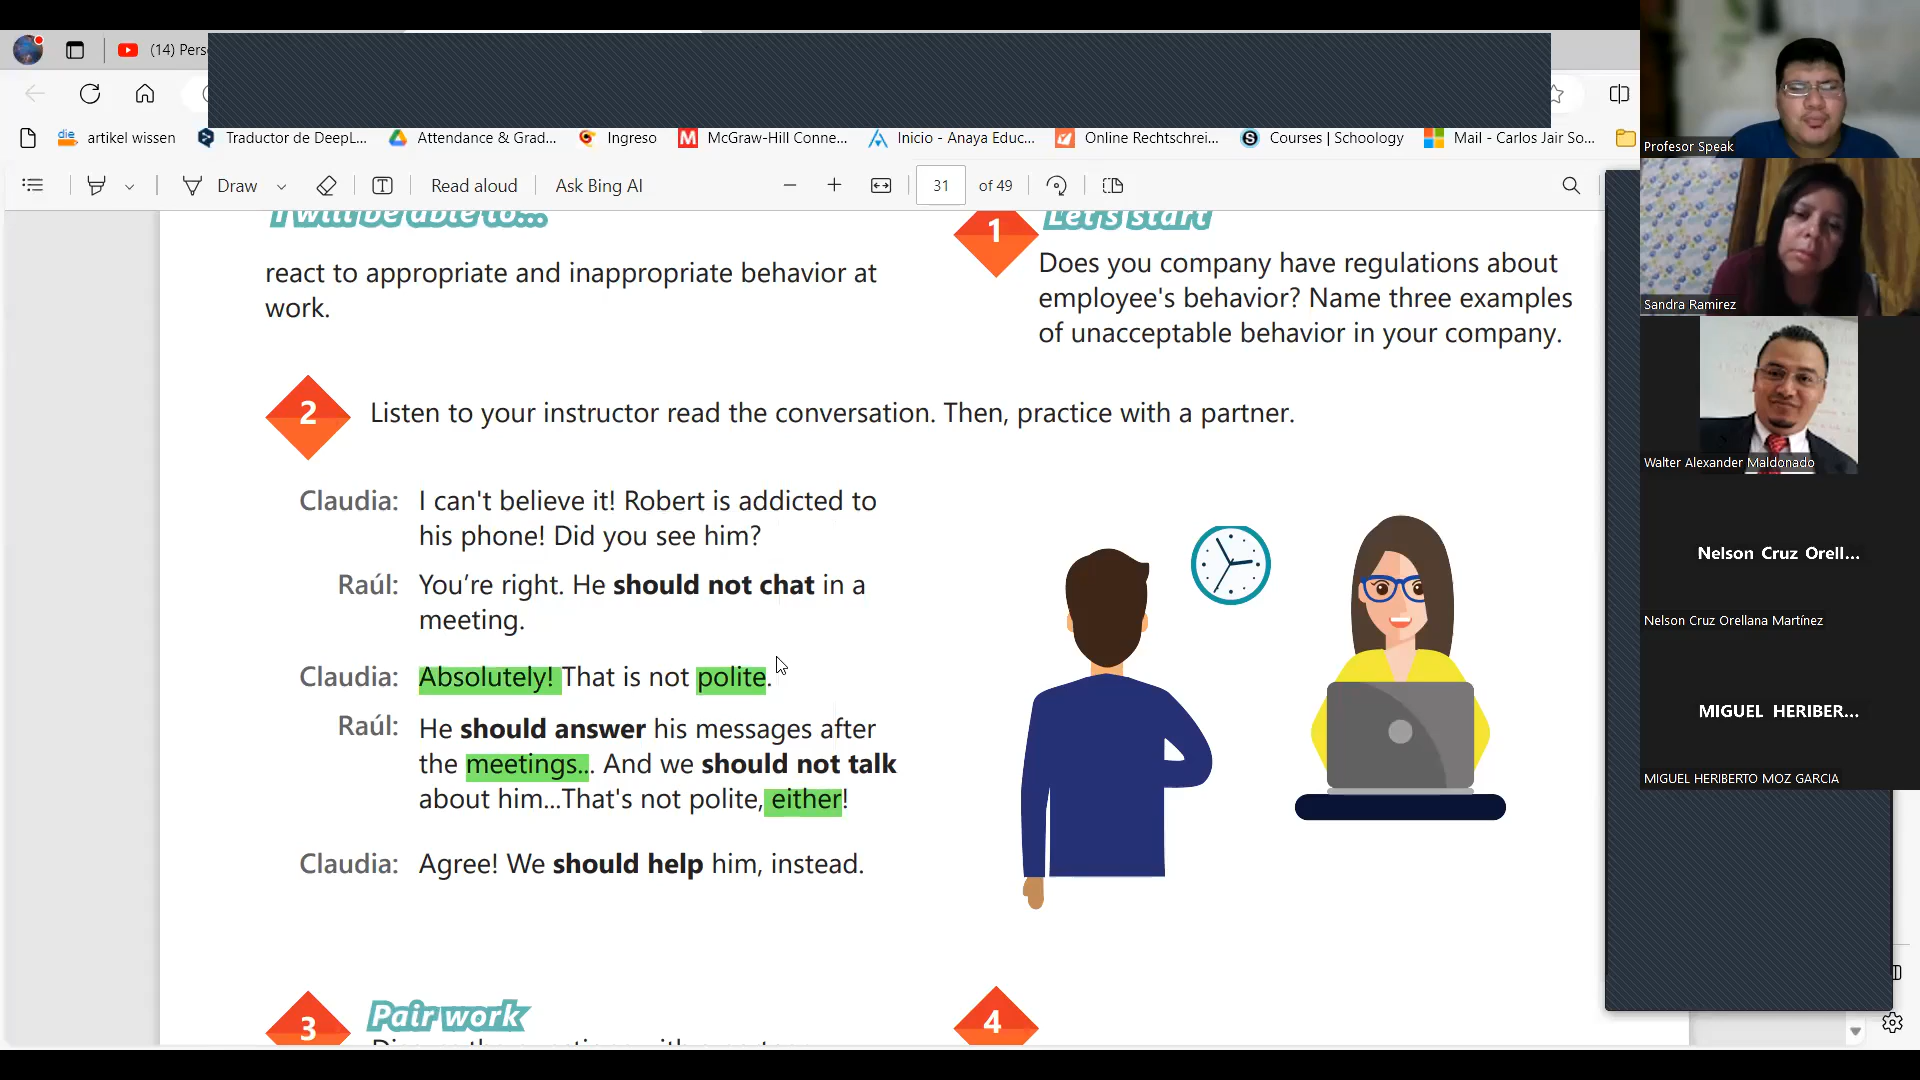 (14) Pers
artikel wissen
Traductor de DeepL...
Attendance & Grad...
Ingreso
McGraw-Hill Conne...
Inicio - Anaya Educ...
Online Rechtschrei...
Courses | Schoology
Mail - Carlos Jair So...
Draw
Read aloud
Ask Bing AI
31
of 49
I will be able to...
react to appropriate and inappropriate behavior at
work.
1
Let's start
Does you company have regulations about
employee's behavior? Name three examples
of unacceptable behavior in your company.
2
Listen to your instructor read the conversation. Then, practice with a partner.
Claudia: I can't believe it! Robert is addicted to
his phone! Did you see him?
Raúl: You’re right. He should not chat in a
meeting.
Claudia: Absolutely! That is not polite.
Raúl: He should answer his messages after
the meetings... And we should not talk
about him...That's not polite, either!
Claudia: Agree! We should help him, instead.
3
Pair work
4
Profesor Speak
Sandra Ramirez
Walter Alexander Maldonado
Nelson Cruz Orell...
Nelson Cruz Orellana Martínez
MIGUEL HERIBER...
MIGUEL HERIBERTO MOZ GARCIA